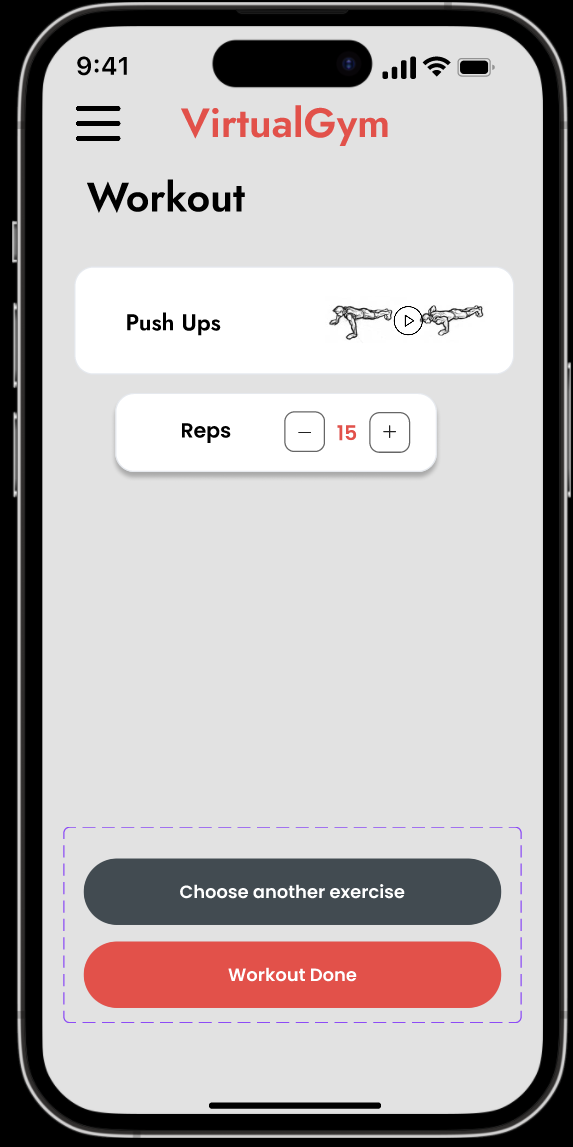 9:41
VirtualGym
Workout
Push Ups
Reps
15
Choose another exercise
Workout Done